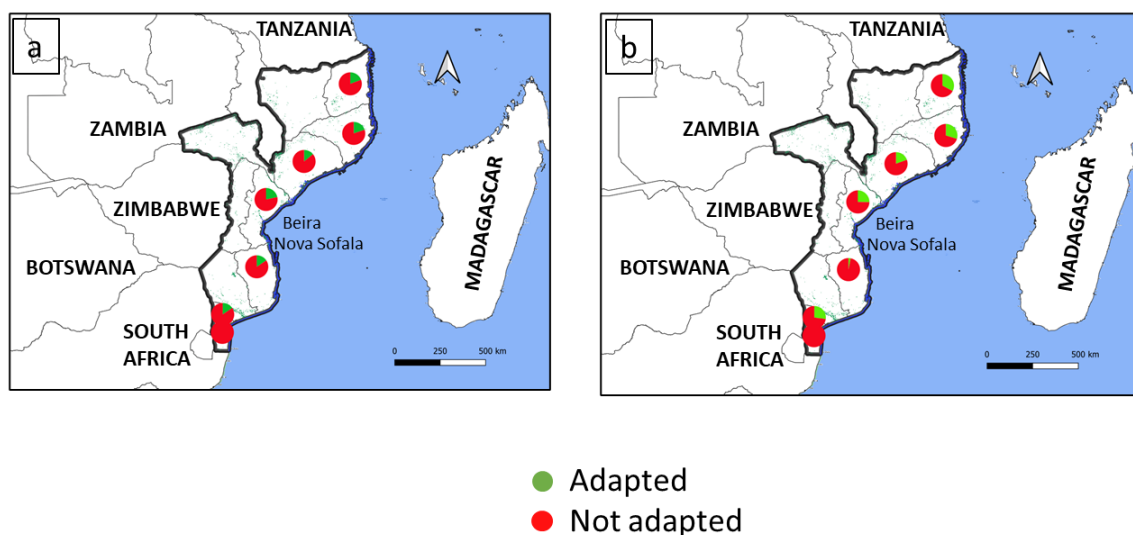 a
TANZANIA
ZAMBIA
ZIMBABWE
Beira
Nova Sofala
BOTSWANA
MADAGASCAR
SOUTH
AFRICA
0 250 500 km
b
TANZANIA
ZAMBIA
ZIMBABWE
Beira
Nova Sofala
BOTSWANA
MADAGASCAR
SOUTH
AFRICA
0 250 500 km
Adapted
Not adapted